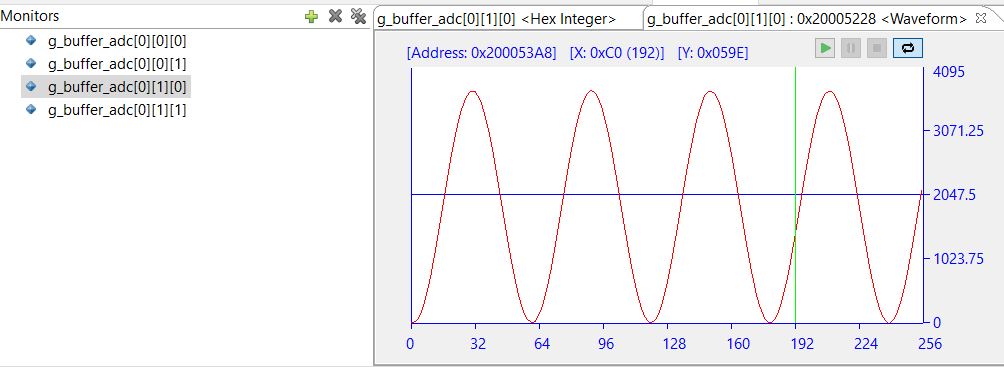 Monitors
g_buffer_adc[0][0][0]
g_buffer_adc[0][0][1]
g_buffer_adc[0][1][0]
g_buffer_adc[0][1][1]
g_buffer_adc[0][1][0] <Hex Integer>
g_buffer_adc[0][1][0] : 0x20005228 <Waveform>
[Address: 0x200053A8] [X: 0xC0 (192)] [Y: 0x059E]
4095
3071.25
2047.5
1023.75
0
0 32 64 96 128 160 192 224 256